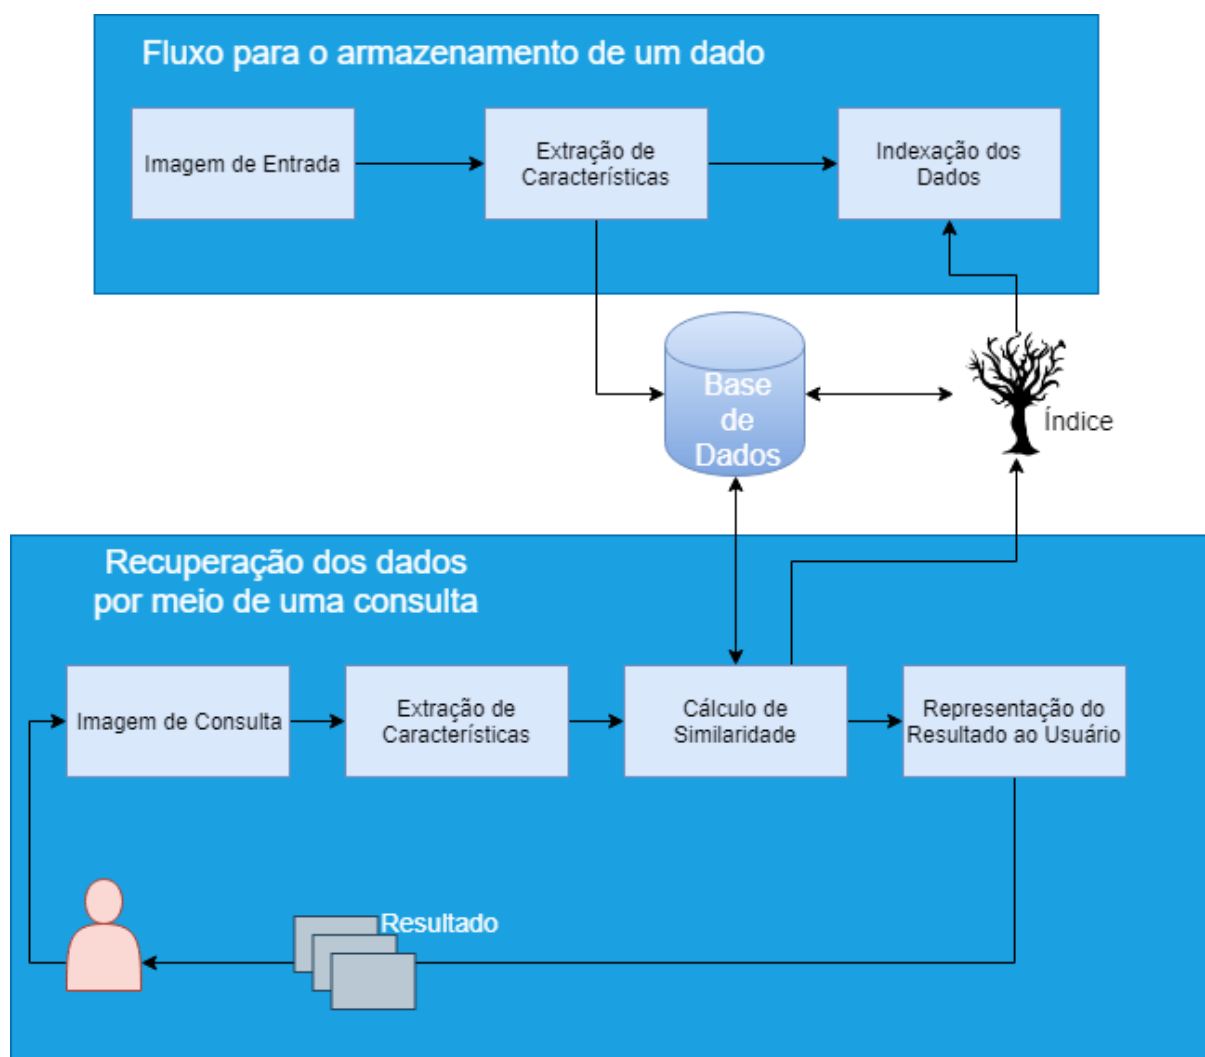 Fluxo para o armazenamento de um dado
Imagem de Entrada
Extração de
Características
Indexação dos
Dados
Base
de
Dados
Índice
Recuperação dos dados
por meio de uma consulta
Imagem de Consulta
Extração de
Características
Cálculo de
Similaridade
Representação do
Resultado ao Usuário
Resultado